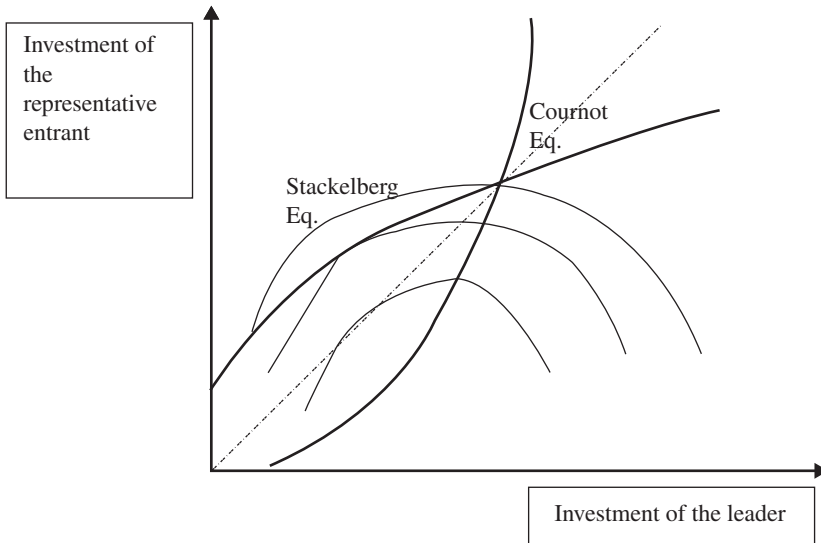 Investment of
the
representative
entrant
Cournot
Eq.
Stackelberg
Eq.
Investment of the leader